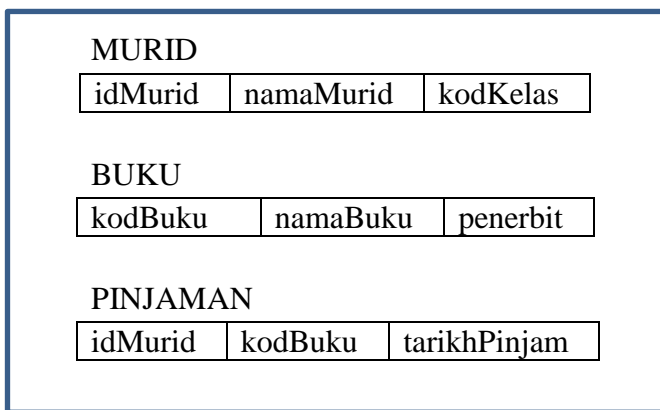 MURID
idMurid namaMurid kodKelas
BUKU
kodBuku namaBuku penerbit
PINJAMAN
idMurid kodBuku tarikhPinjam